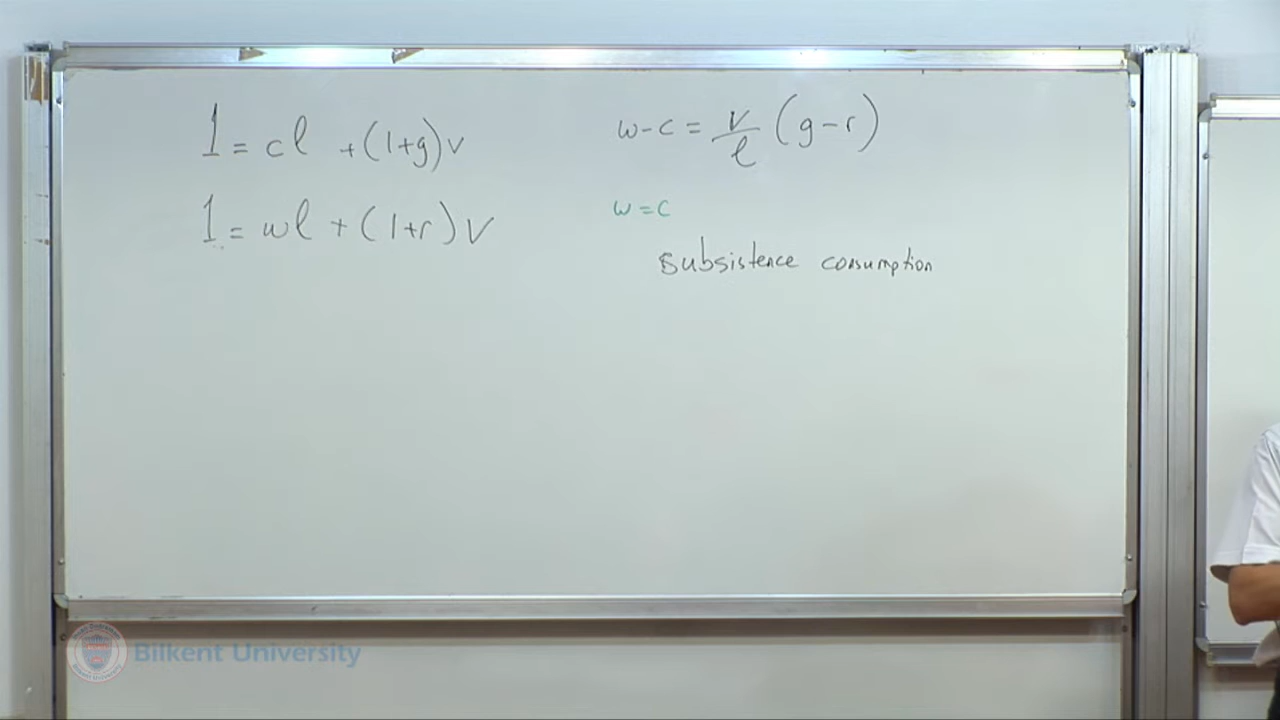 1 = cl + (1+g)v
1 = wl + (1+r)v
w-c = v/l (g-r)
w = c
subsistence consumption
Bilkent University